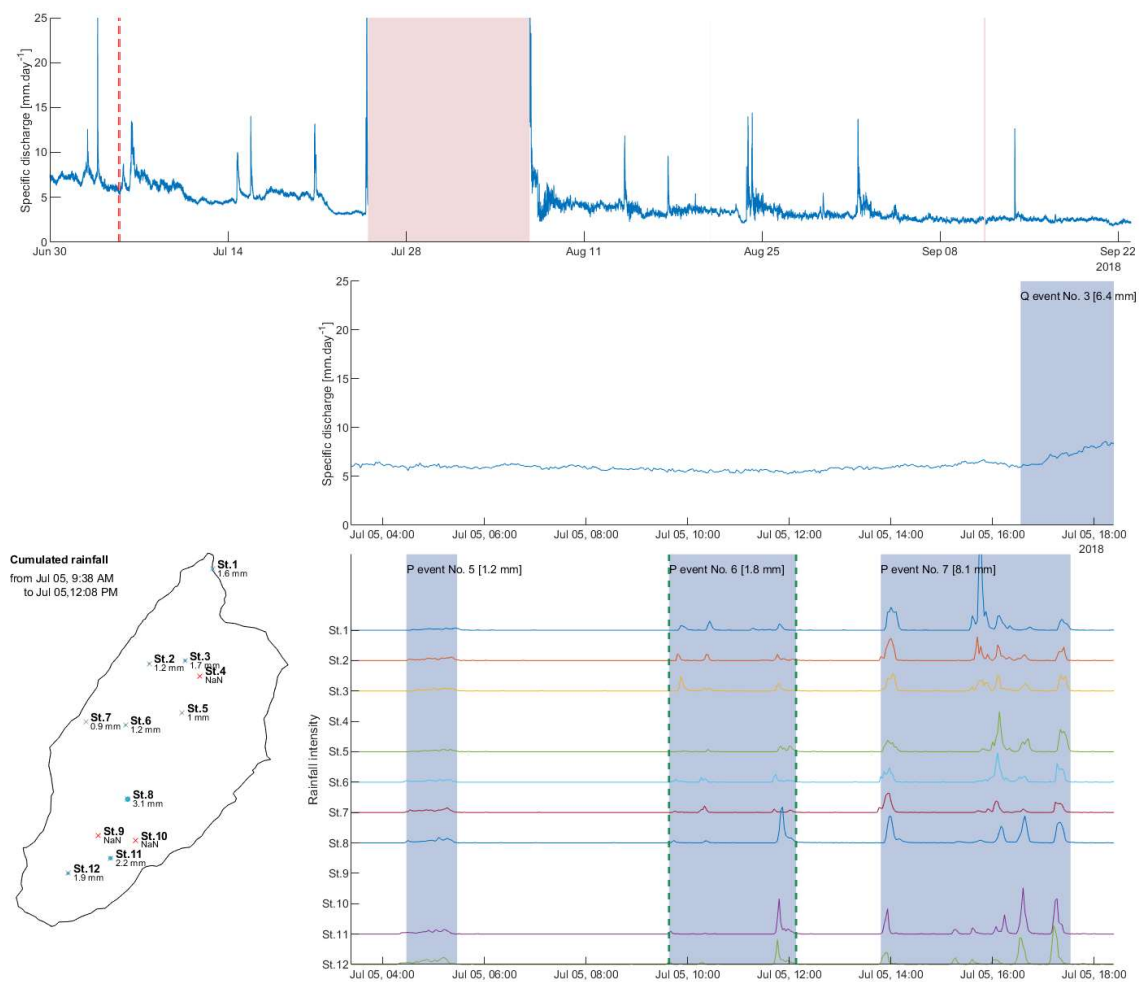 25
20
15
10
5
0
Specific discharge [mm.day-1]
Jun 30
Jul 14
Jul 28
Aug 11
Aug 25
Sep 08
Sep 22
2018
25
20
15
10
5
0
Specific discharge [mm.day-1]
Q event No. 3 [6.4 mm]
Jul 05, 04:00
Jul 05, 06:00
Jul 05, 08:00
Jul 05, 10:00
Jul 05, 12:00
Jul 05, 14:00
Jul 05, 16:00
Jul 05, 18:00
2018
Cumulated rainfall
from Jul 05, 9:38 AM
to Jul 05,12:08 PM
St.1
1.6 mm
St.2
1.2 mm
St.3
1.7 mm
St.4
NaN
St.5
1 mm
St.7
0.9 mm
St.6
1.2 mm
St.8
3.1 mm
St.9
NaN
St.10
NaN
St.11
2.2 mm
St.12
1.9 mm
P event No. 5 [1.2 mm]
P event No. 6 [1.8 mm]
P event No. 7 [8.1 mm]
Rainfall intensity
St.1
St.2
St.3
St.4
St.5
St.6
St.7
St.8
St.9
St.10
St.11
St.12
Jul 05, 04:00
Jul 05, 06:00
Jul 05, 08:00
Jul 05, 10:00
Jul 05, 12:00
Jul 05, 14:00
Jul 05, 16:00
Jul 05, 18:00